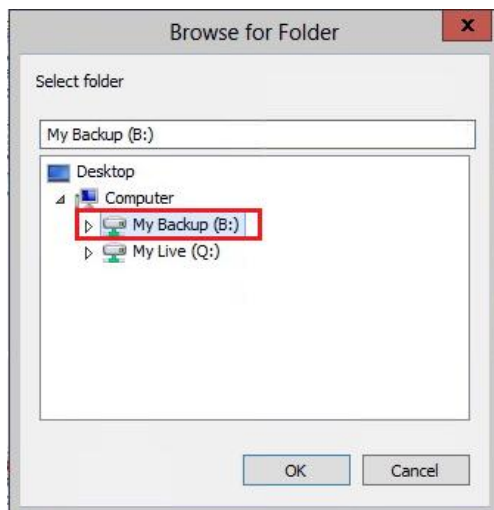 Browse for Folder
x
Select folder
My Backup (B:)
Desktop
Computer
My Backup (B:)
My Live (Q:)
OK Cancel